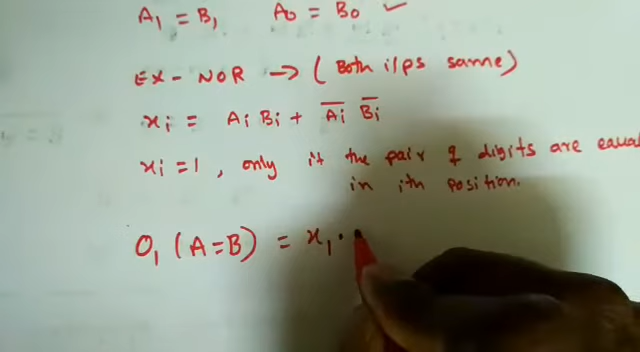 A₁ = B₁ A₀ = B₀ ✓
EX-NOR → (Both i/ps same)
xᵢ = Aᵢ Bᵢ + A̅ᵢ̅ B̅ᵢ̅
xᵢ = 1, only if the pair of digits are equal
in ith position.
O₁ (A=B) = x₁ ·